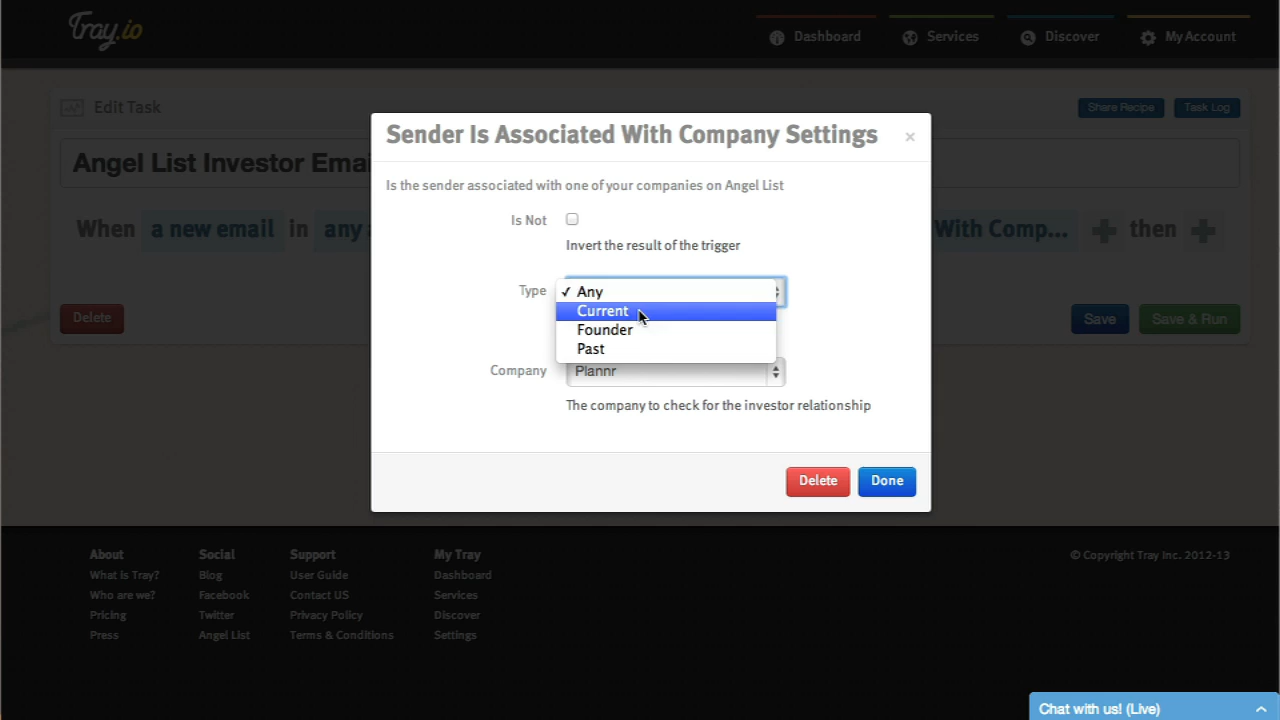 Tray.io
Dashboard
Services
Discover
My Account
Edit Task
Share Recipe
Task Log
Angel List Investor Emai
When a new email in any
With Comp... then
Delete
Save
Save & Run
Sender Is Associated With Company Settings
×
Is the sender associated with one of your companies on Angel List
Is Not
Invert the result of the trigger
Type
✓ Any
Current
Founder
Past
Company
Plannr
The company to check for the investor relationship
Delete
Done
About
What is Tray?
Who are we?
Pricing
Press
Social
Blog
Facebook
Twitter
Angel List
Support
User Guide
Contact US
Privacy Policy
Terms & Conditions
My Tray
Dashboard
Services
Discover
Settings
© Copyright Tray Inc. 2012-13
Chat with us! (Live)